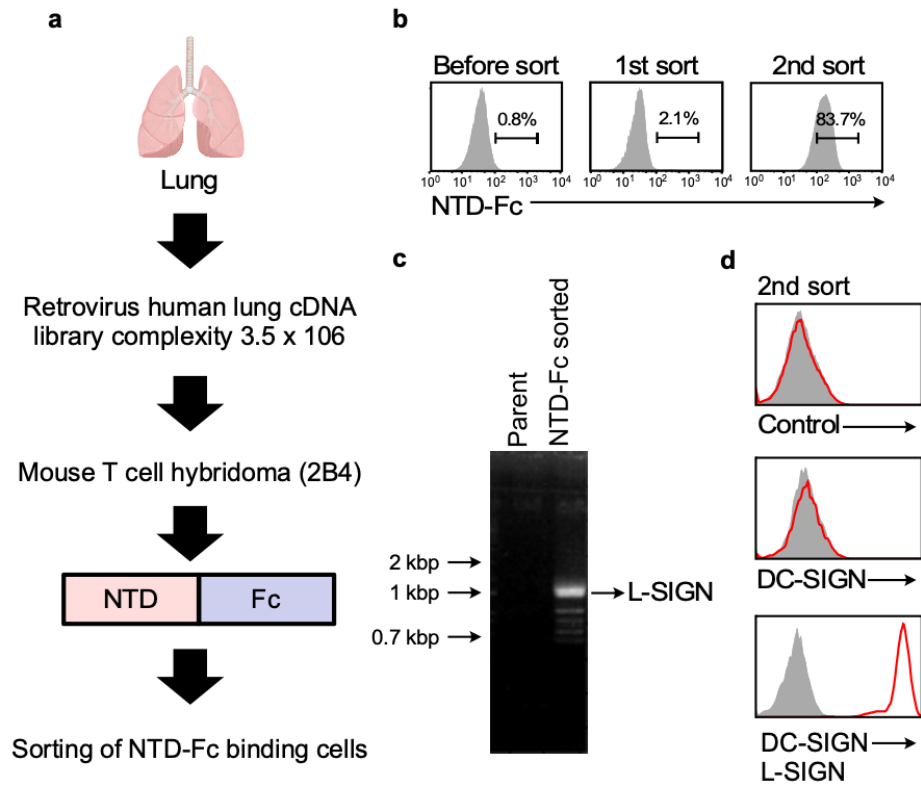 a
Lung
Retrovirus human lung cDNA
library complexity 3.5 x 106
Mouse T cell hybridoma (2B4)
NTD Fc
Sorting of NTD-Fc binding cells
b
Before sort 1st sort 2nd sort
0.8% 2.1% 83.7%
10⁰ 10¹ 10² 10³ 10⁴ 10⁰ 10¹ 10² 10³ 10⁴ 10⁰ 10¹ 10² 10³ 10⁴
NTD-Fc
c
Parent
NTD-Fc sorted
2 kbp
1 kbp
0.7 kbp
L-SIGN
d
2nd sort
Control
DC-SIGN
DC-SIGN
L-SIGN